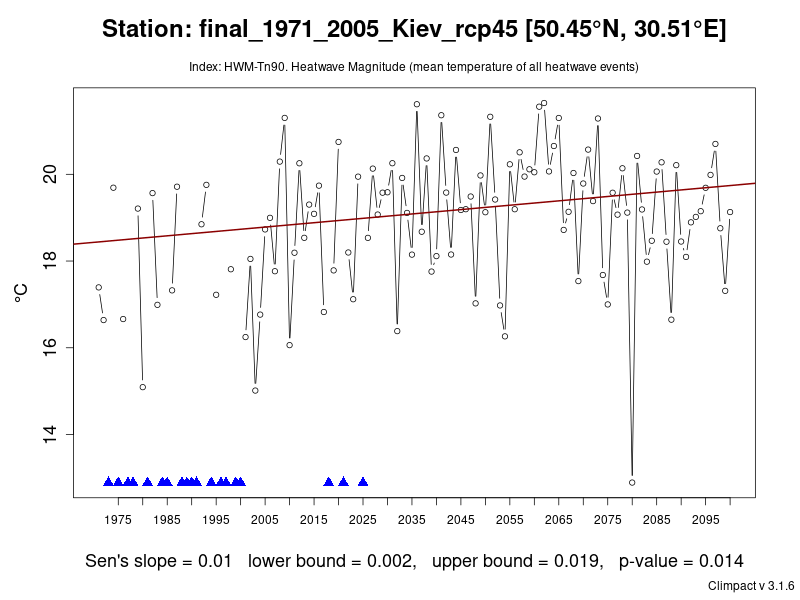 Station: final_1971_2005_Kiev_rcp45 [50.45°N, 30.51°E]
Index: HWM-Tn90. Heatwave Magnitude (mean temperature of all heatwave events)
20
18
16
14
°C
1975 1985 1995 2005 2015 2025 2035 2045 2055 2065 2075 2085 2095
Sen's slope = 0.01 lower bound = 0.002, upper bound = 0.019, p-value = 0.014
Climpact v 3.1.6